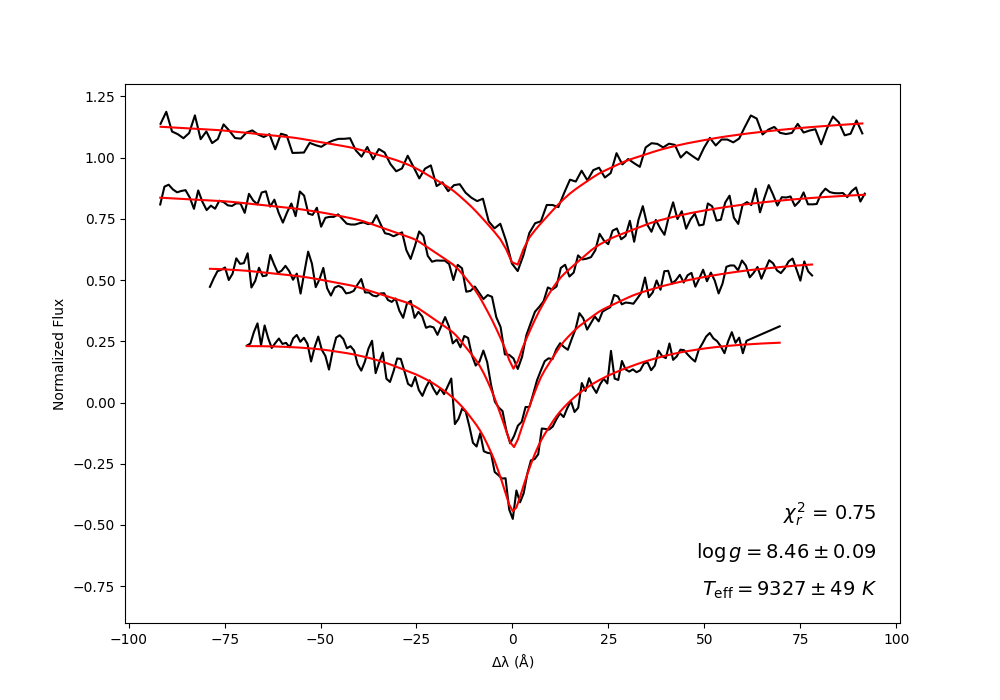 1.25
1.00
0.75
0.50
0.25
0.00
−0.25
−0.50
−0.75
Normalized Flux
χ²ᵣ = 0.75
log g = 8.46 ± 0.09
T_eff = 9327 ± 49 K
−100 −75 −50 −25 0 25 50 75 100
Δλ (Å)